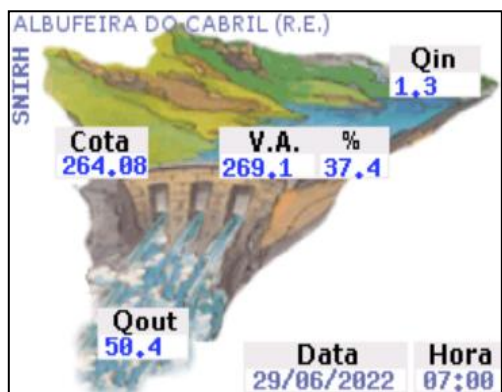 ALBUFEIRA DO CABRIL (R.E.)
SNIRH
Qin
1.3
Cota
264.08
V.A. %
269.1 37.4
Qout
50.4
Data Hora
29/06/2022 07:00